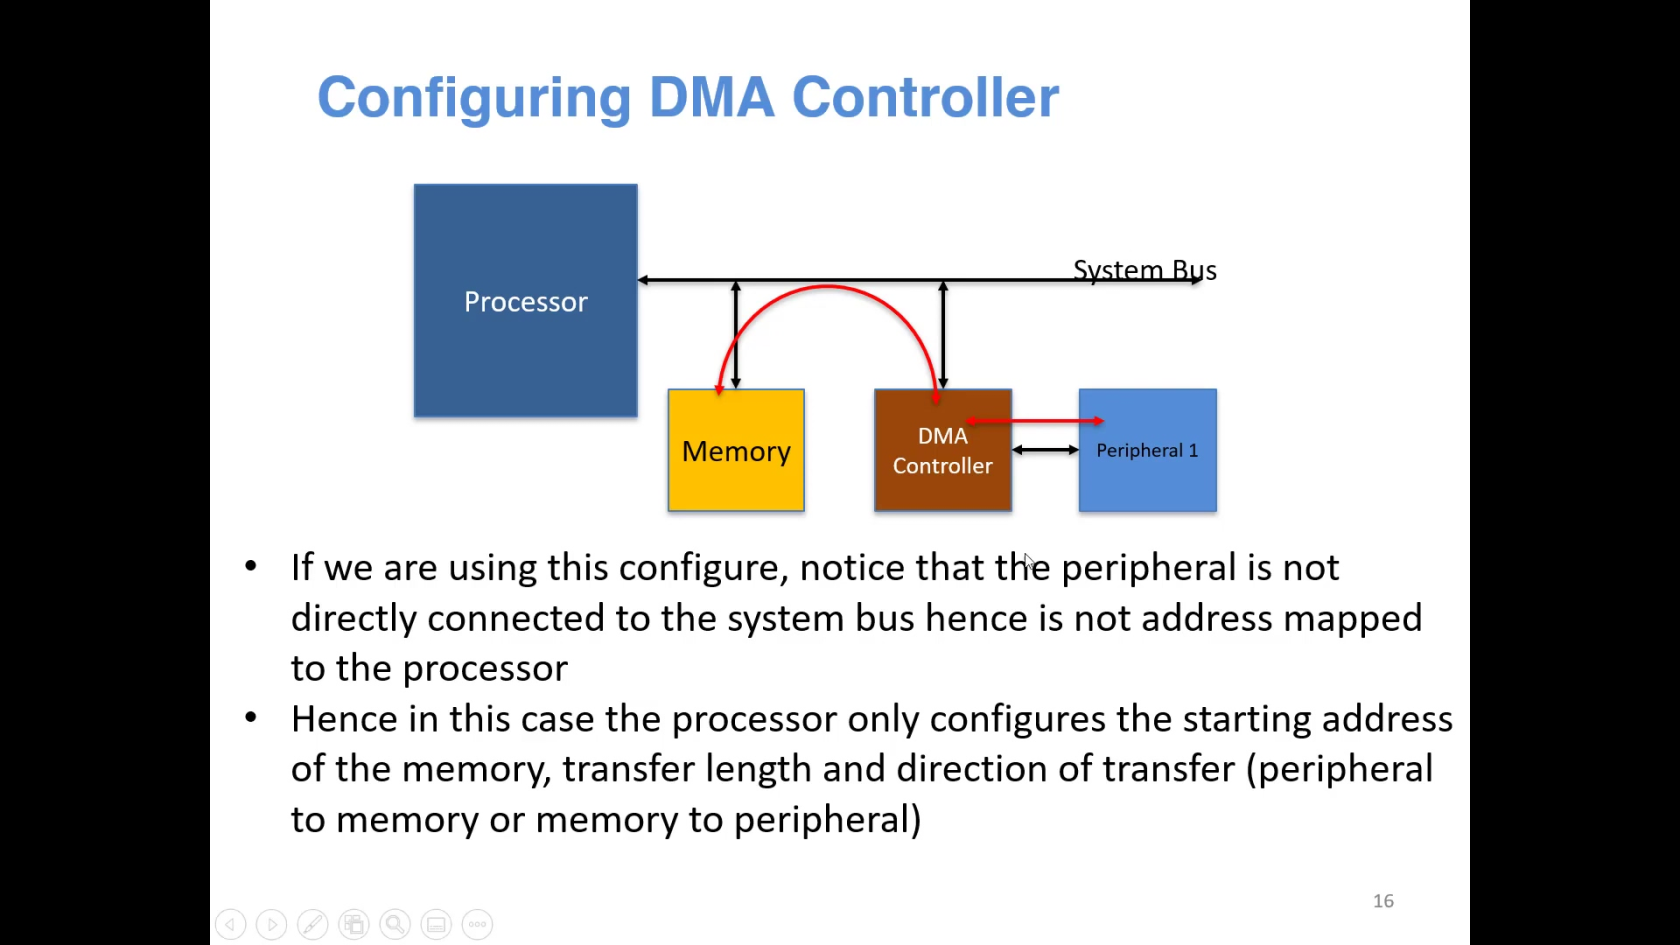 Configuring DMA Controller
System Bus
Processor
Memory
DMA
Controller
Peripheral 1
• If we are using this configure, notice that the peripheral is not
directly connected to the system bus hence is not address mapped
to the processor
• Hence in this case the processor only configures the starting address
of the memory, transfer length and direction of transfer (peripheral
to memory or memory to peripheral)
16